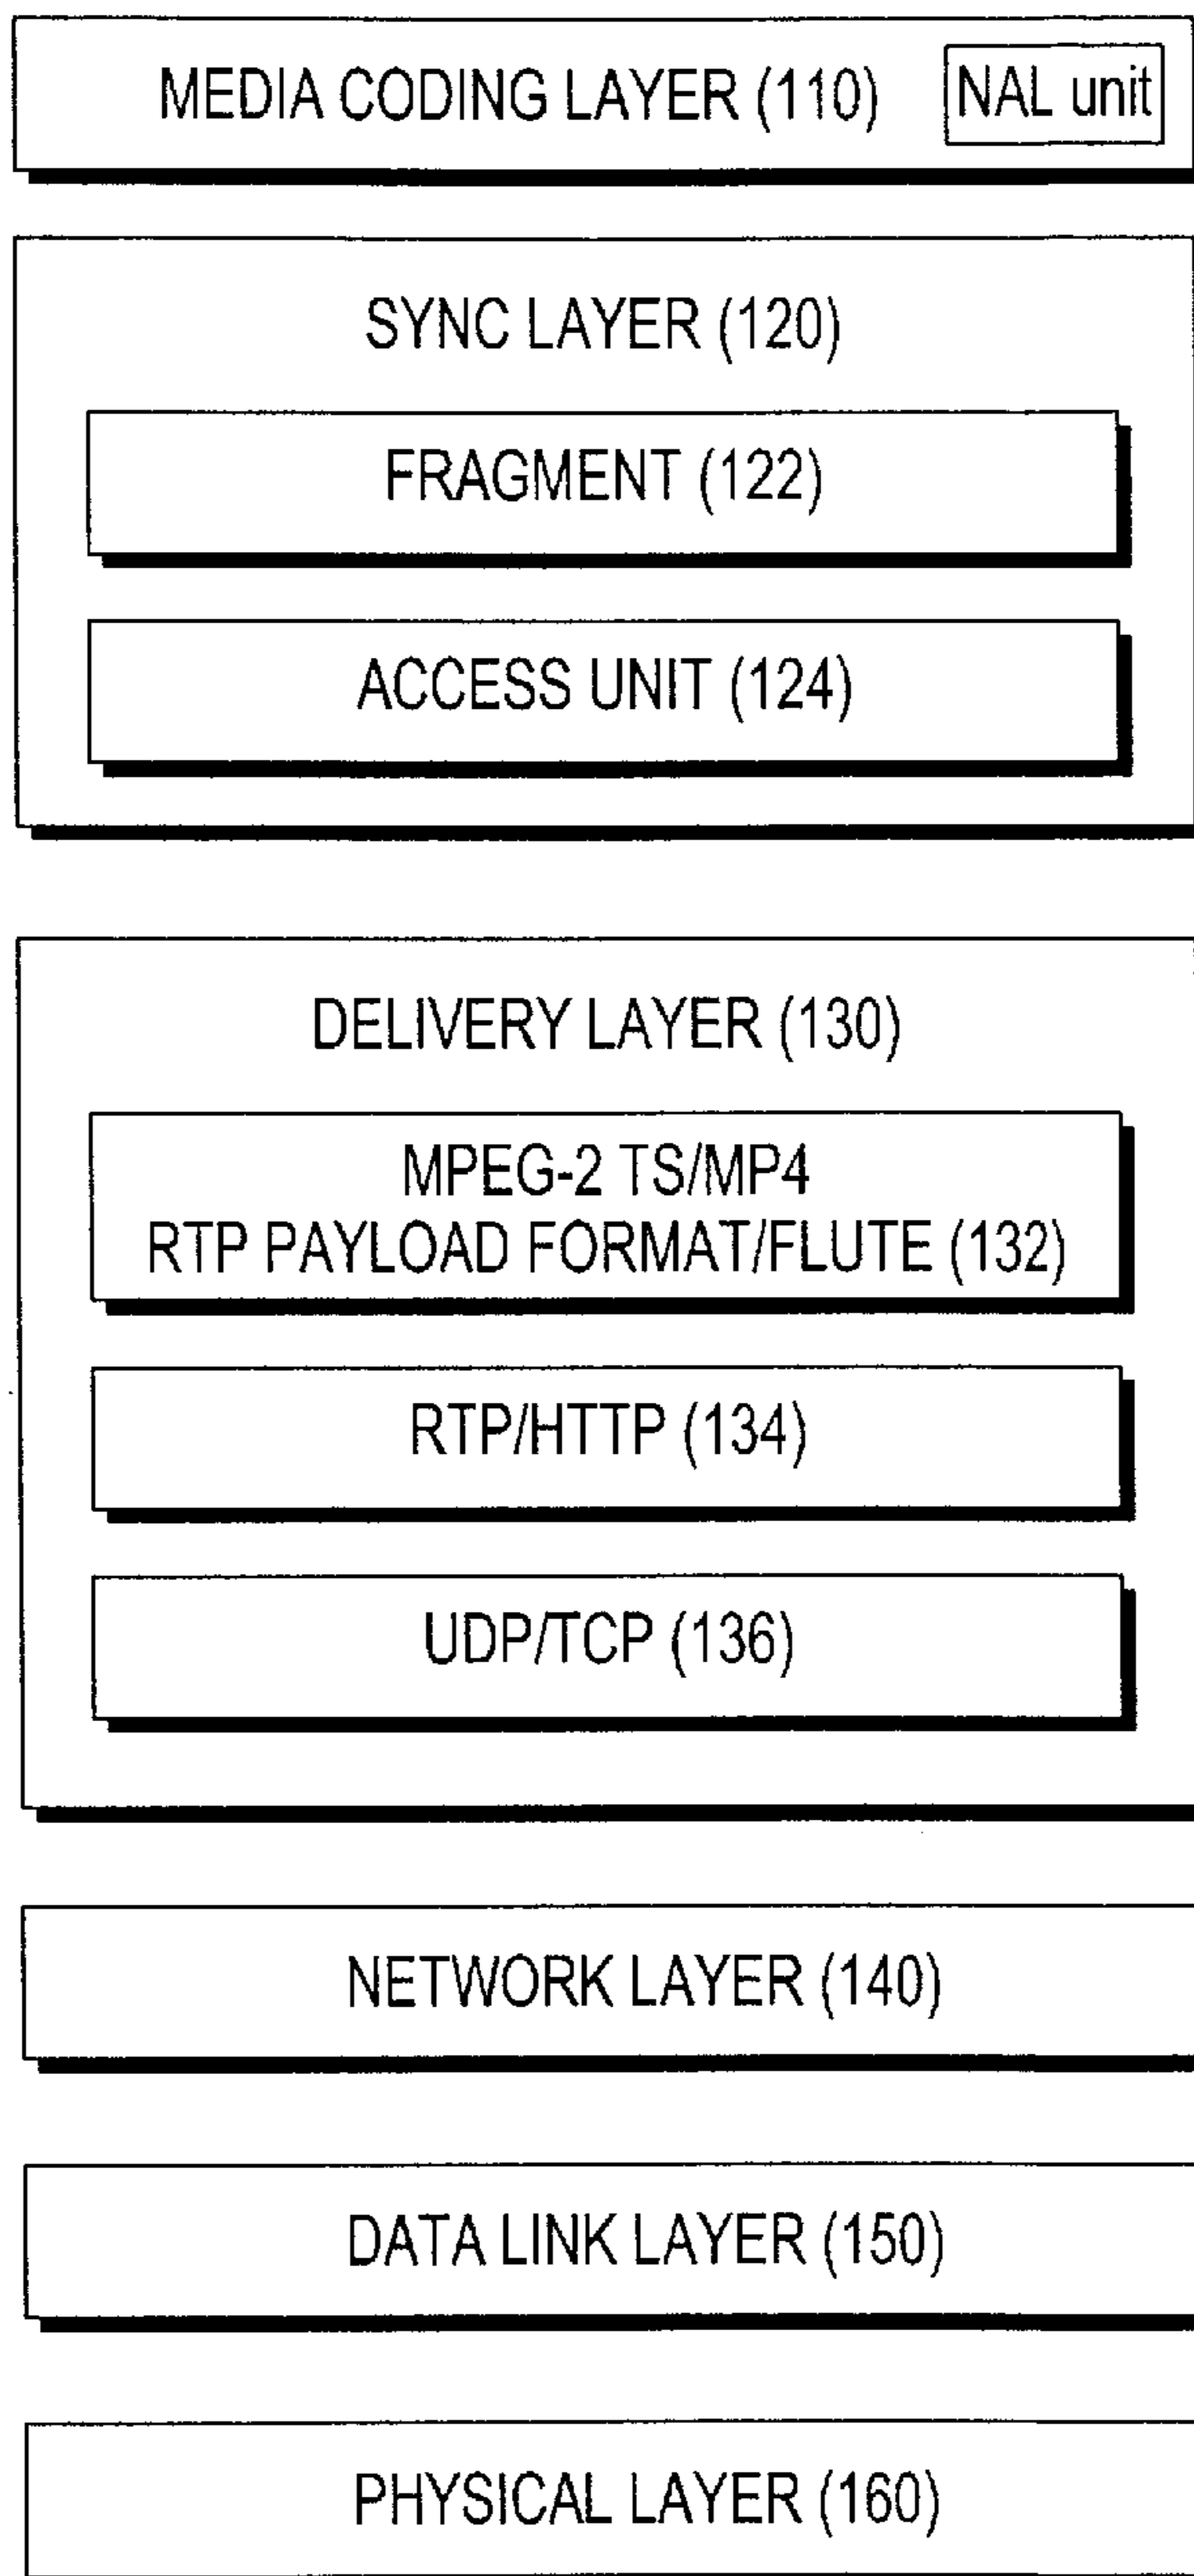 MEDIA CODING LAYER (110) NAL unit
SYNC LAYER (120)
FRAGMENT (122)
ACCESS UNIT (124)
DELIVERY LAYER (130)
MPEG-2 TS/MP4
RTP PAYLOAD FORMAT/FLUTE (132)
RTP/HTTP (134)
UDP/TCP (136)
NETWORK LAYER (140)
DATA LINK LAYER (150)
PHYSICAL LAYER (160)